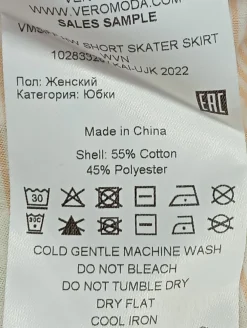 WWW.VEROMODA.COM
SALES SAMPLE
SHORT SKATER SKIRT
WVN
-UJK 2022
Пол: Женский
Категория: Юбки
EAC
Made in China
Shell: 55% Cotton
45% Polyester
30
COLD GENTLE MACHINE WASH
DO NOT BLEACH
DO NOT TUMBLE DRY
DRY FLAT
COOL IRON